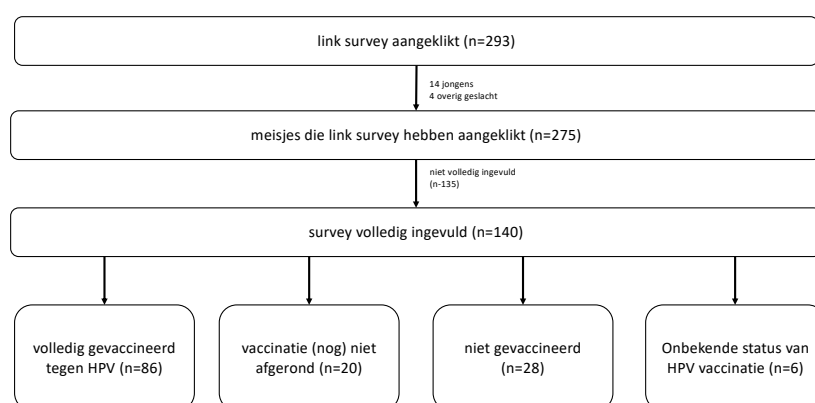 link survey aangeklikt (n=293)
14 jongens
4 overig geslacht
meisjes die link survey hebben aangeklikt (n=275)
niet volledig ingevuld
(n-135)
survey volledig ingevuld (n=140)
volledig gevaccineerd
tegen HPV (n=86)
vaccinatie (nog) niet
afgerond (n=20)
niet gevaccineerd
(n=28)
Onbekende status van
HPV vaccinatie (n=6)